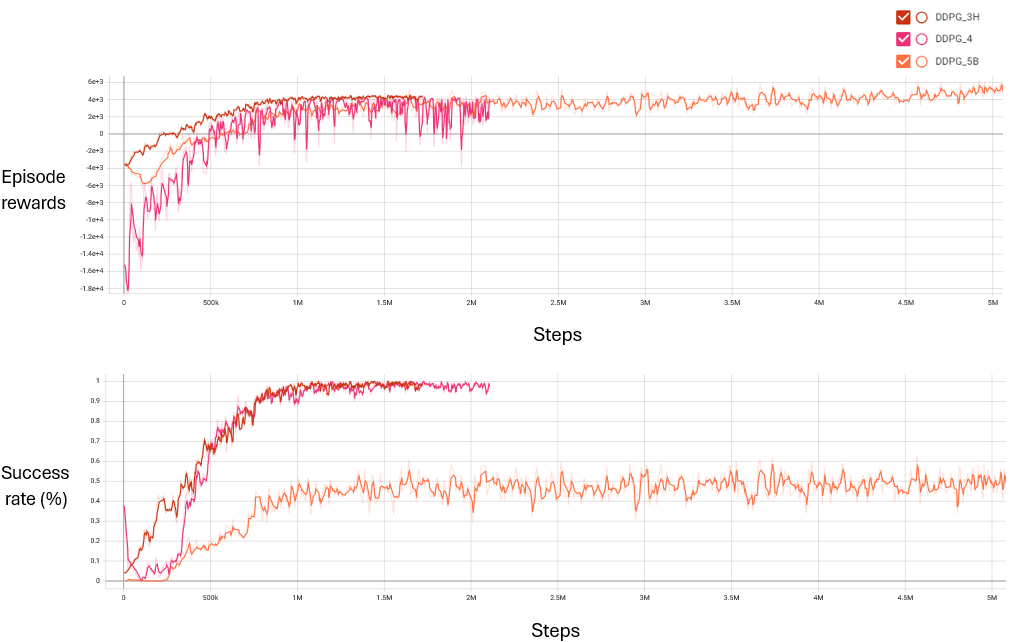 DDPG_3H
DDPG_4
DDPG_5B
6e+3
4e+3
2e+3
0
-2e+3
-4e+3
-6e+3
-8e+3
-1e+4
-1.2e+4
-1.4e+4
-1.6e+4
-1.8e+4
Episode
rewards
0 500k 1M 1.5M 2M 2.5M 3M 3.5M 4M 4.5M 5M
Steps
1
0.9
0.8
0.7
0.6
0.5
0.4
0.3
0.2
0.1
0
Success
rate (%)
0 500k 1M 1.5M 2M 2.5M 3M 3.5M 4M 4.5M 5M
Steps